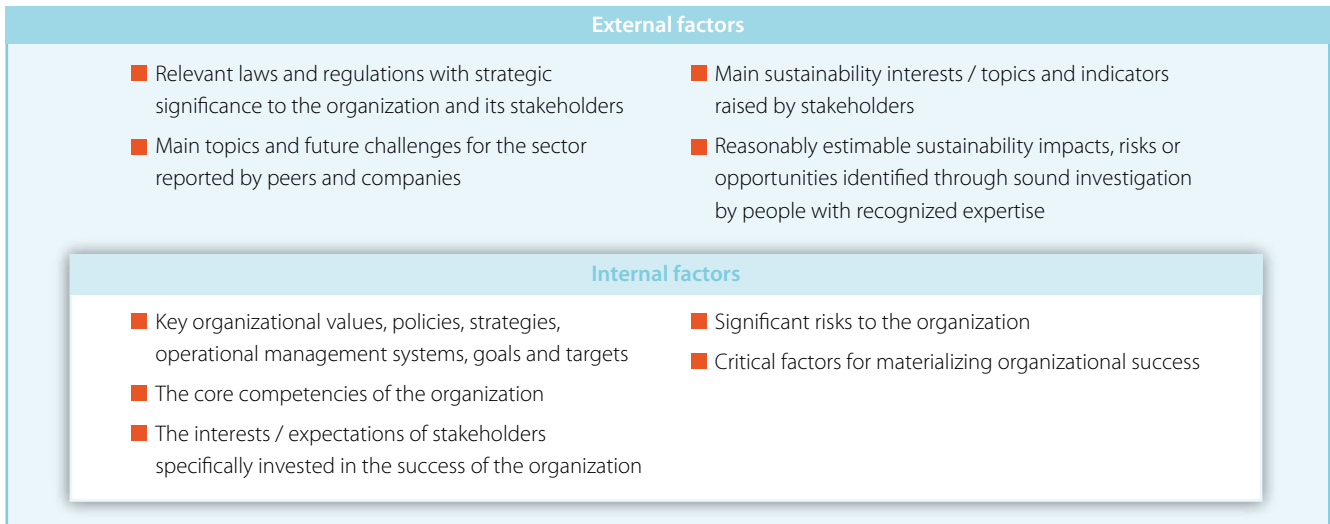 External factors
Relevant laws and regulations with strategic
significance to the organization and its stakeholders
Main topics and future challenges for the sector
reported by peers and companies
Main sustainability interests / topics and indicators
raised by stakeholders
Reasonably estimable sustainability impacts, risks or
opportunities identified through sound investigation
by people with recognized expertise
Internal factors
Key organizational values, policies, strategies,
operational management systems, goals and targets
The core competencies of the organization
The interests / expectations of stakeholders
specifically invested in the success of the organization
Significant risks to the organization
Critical factors for materializing organizational success